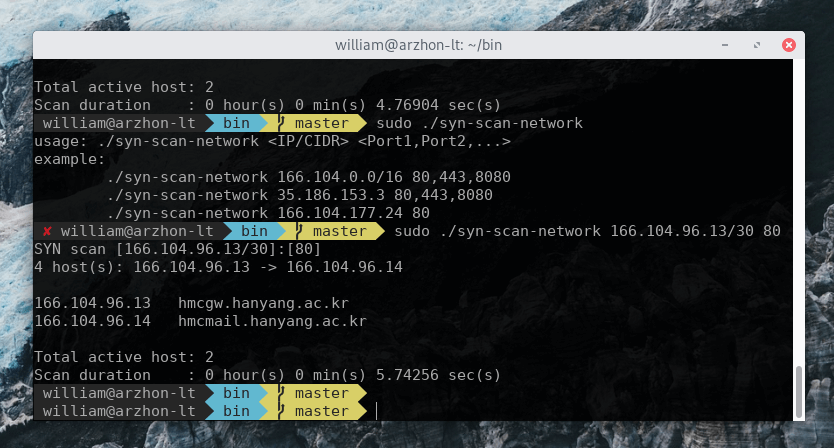 william@arzhon-lt: ~/bin
Total active host: 2
Scan duration    : 0 hour(s) 0 min(s) 4.76904 sec(s)
william@arzhon-lt bin master sudo ./syn-scan-network
usage: ./syn-scan-network <IP/CIDR> <Port1,Port2,...>
example:
        ./syn-scan-network 166.104.0.0/16 80,443,8080
        ./syn-scan-network 35.186.153.3 80,443,8080
        ./syn-scan-network 166.104.177.24 80
✘ william@arzhon-lt bin master sudo ./syn-scan-network 166.104.96.13/30 80
SYN scan [166.104.96.13/30]:[80]
4 host(s): 166.104.96.13 -> 166.104.96.14
166.104.96.13   hmcgw.hanyang.ac.kr
166.104.96.14   hmcmail.hanyang.ac.kr
Total active host: 2
Scan duration    : 0 hour(s) 0 min(s) 5.74256 sec(s)
william@arzhon-lt bin master
william@arzhon-lt bin master